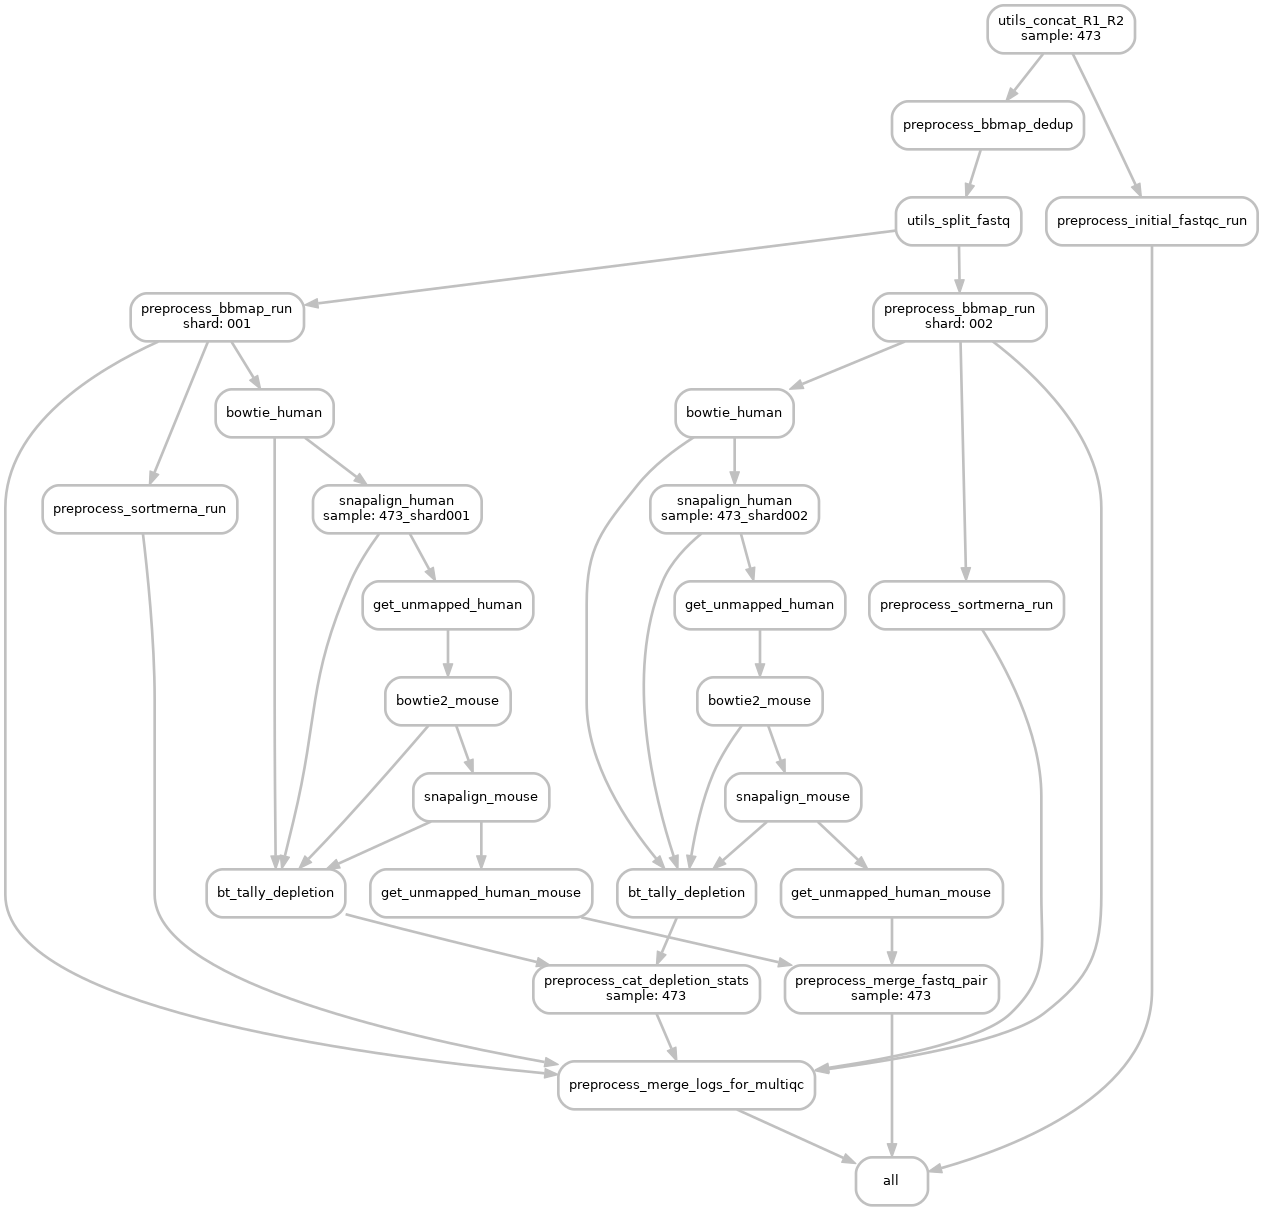 utils_concat_R1_R2
sample: 473
preprocess_bbmap_dedup
utils_split_fastq
preprocess_initial_fastqc_run
preprocess_bbmap_run
shard: 001
preprocess_bbmap_run
shard: 002
bowtie_human
bowtie_human
preprocess_sortmerna_run
snapalign_human
sample: 473_shard001
snapalign_human
sample: 473_shard002
get_unmapped_human
get_unmapped_human
preprocess_sortmerna_run
bowtie2_mouse
bowtie2_mouse
snapalign_mouse
snapalign_mouse
bt_tally_depletion
get_unmapped_human_mouse
bt_tally_depletion
get_unmapped_human_mouse
preprocess_cat_depletion_stats
sample: 473
preprocess_merge_fastq_pair
sample: 473
preprocess_merge_logs_for_multiqc
all